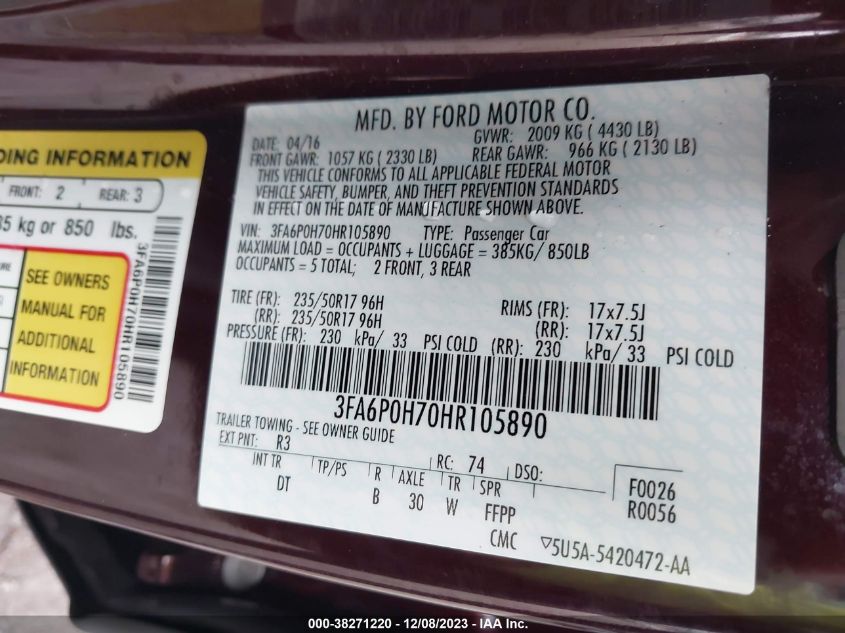 DING INFORMATION
FRONT: 2 REAR: 3
85 kg or 850 lbs.
SEE OWNERS
MANUAL FOR
ADDITIONAL
INFORMATION
3FA6P0H70HR105890
MFD. BY FORD MOTOR CO.
DATE: 04/16 GVWR: 2009 KG ( 4430 LB)
FRONT GAWR: 1057 KG ( 2330 LB) REAR GAWR: 966 KG ( 2130 LB)
THIS VEHICLE CONFORMS TO ALL APPLICABLE FEDERAL MOTOR
VEHICLE SAFETY, BUMPER, AND THEFT PREVENTION STANDARDS
IN EFFECT ON THE DATE OF MANUFACTURE SHOWN ABOVE.
VIN: 3FA6P0H70HR105890 TYPE: Passenger Car
MAXIMUM LOAD = OCCUPANTS + LUGGAGE = 385KG/ 850LB
OCCUPANTS = 5 TOTAL; 2 FRONT, 3 REAR
TIRE (FR): 235/50R17 96H RIMS (FR): 17x7.5J
(RR): 235/50R17 96H (RR): 17x7.5J
PRESSURE (FR): 230 kPa/ 33 PSI COLD (RR): 230 kPa/ 33 PSI COLD
3FA6P0H70HR105890
TRAILER TOWING - SEE OWNER GUIDE
EXT PNT: R3 RC: 74 DSO:
INT TR TP/PS R AXLE TR SPR F0026
DT B 30 W FFPP R0056
CMC ▽5U5A-5420472-AA
000-38271220 - 12/08/2023 - IAA Inc.